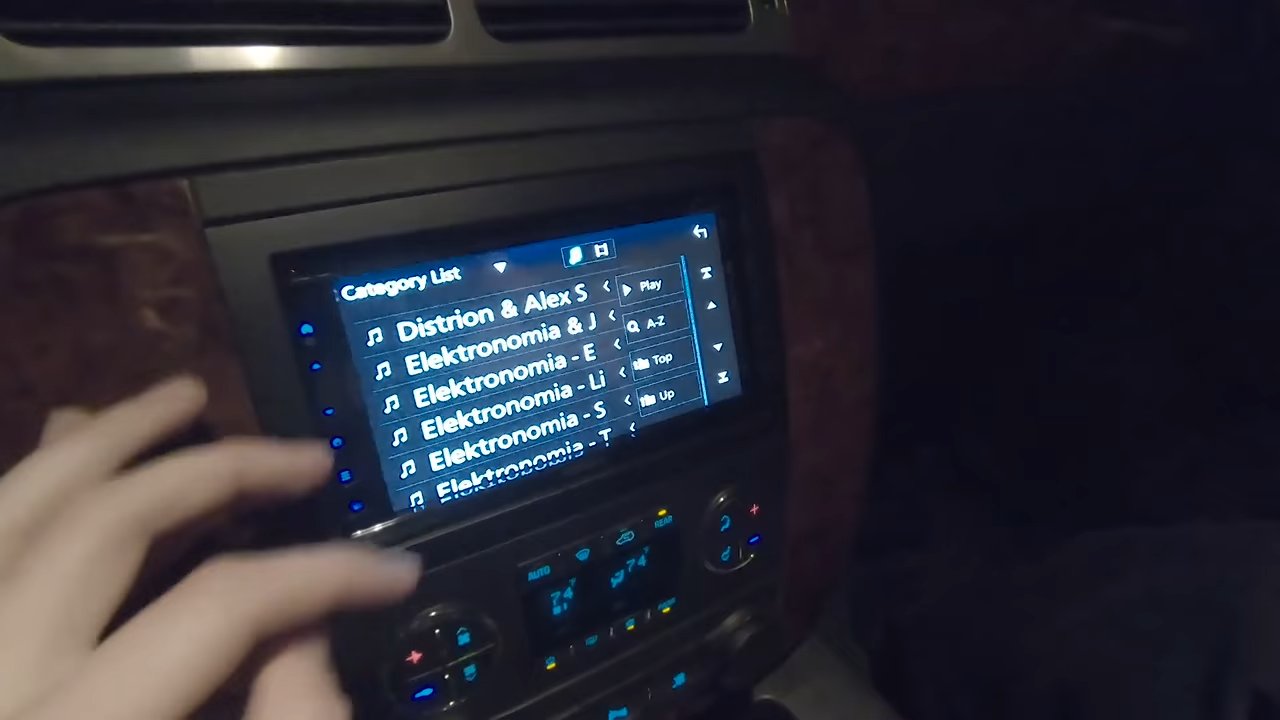 Category List
Distrion & Alex S
Play
Elektronomia & J
A-Z
Elektronomia - E
Top
Elektronomia - Li
Up
Elektronomia - S
Elektronomia - T
REAR
AUTO
74°
74°